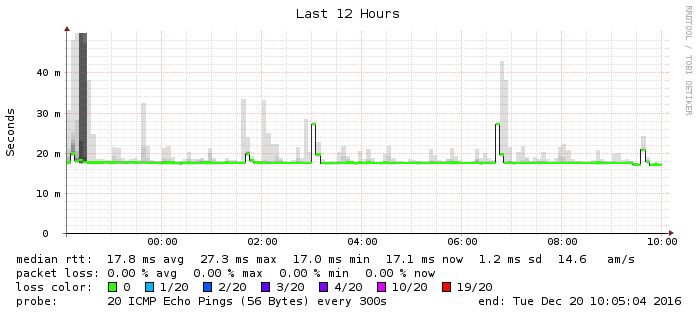 Last 12 Hours
RRDTOOL / TOBI OETIKER
Seconds
40 m
30 m
20 m
10 m
0
00:00 02:00 04:00 06:00 08:00 10:00
median rtt: 17.8 ms avg 27.3 ms max 17.0 ms min 17.1 ms now 1.2 ms sd 14.6 am/s
packet loss: 0.00 % avg 0.00 % max 0.00 % min 0.00 % now
loss color: 0 1/20 2/20 3/20 4/20 10/20 19/20
probe: 20 ICMP Echo Pings (56 Bytes) every 300s end: Tue Dec 20 10:05:04 2016